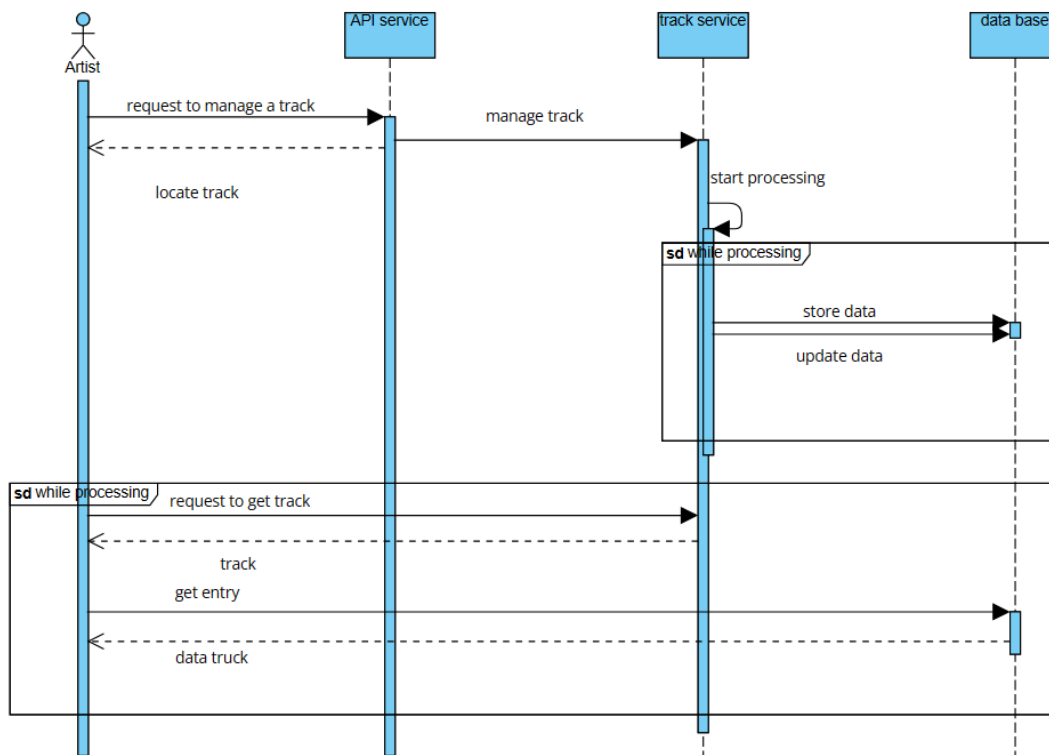 API service
track service
data base
Artist
request to manage a track
manage track
locate track
start processing
sd while processing
store data
update data
sd while processing
request to get track
track
get entry
data truck